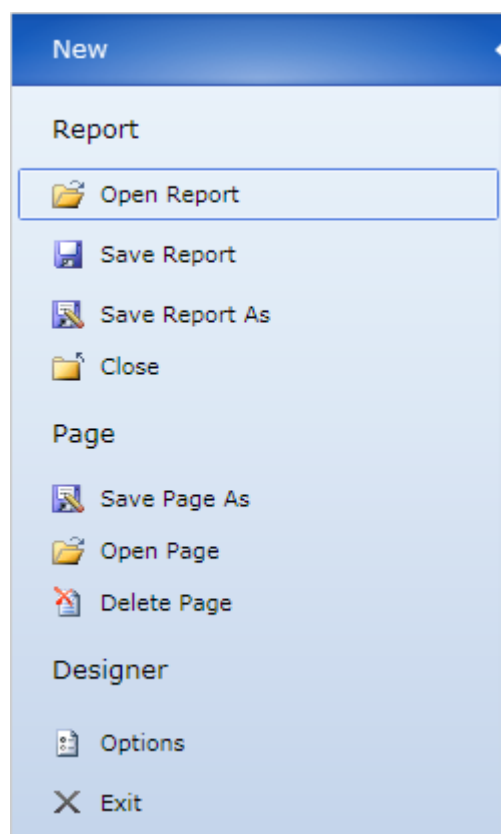 New
Report
Open Report
Save Report
Save Report As
Close
Page
Save Page As
Open Page
Delete Page
Designer
Options
Exit